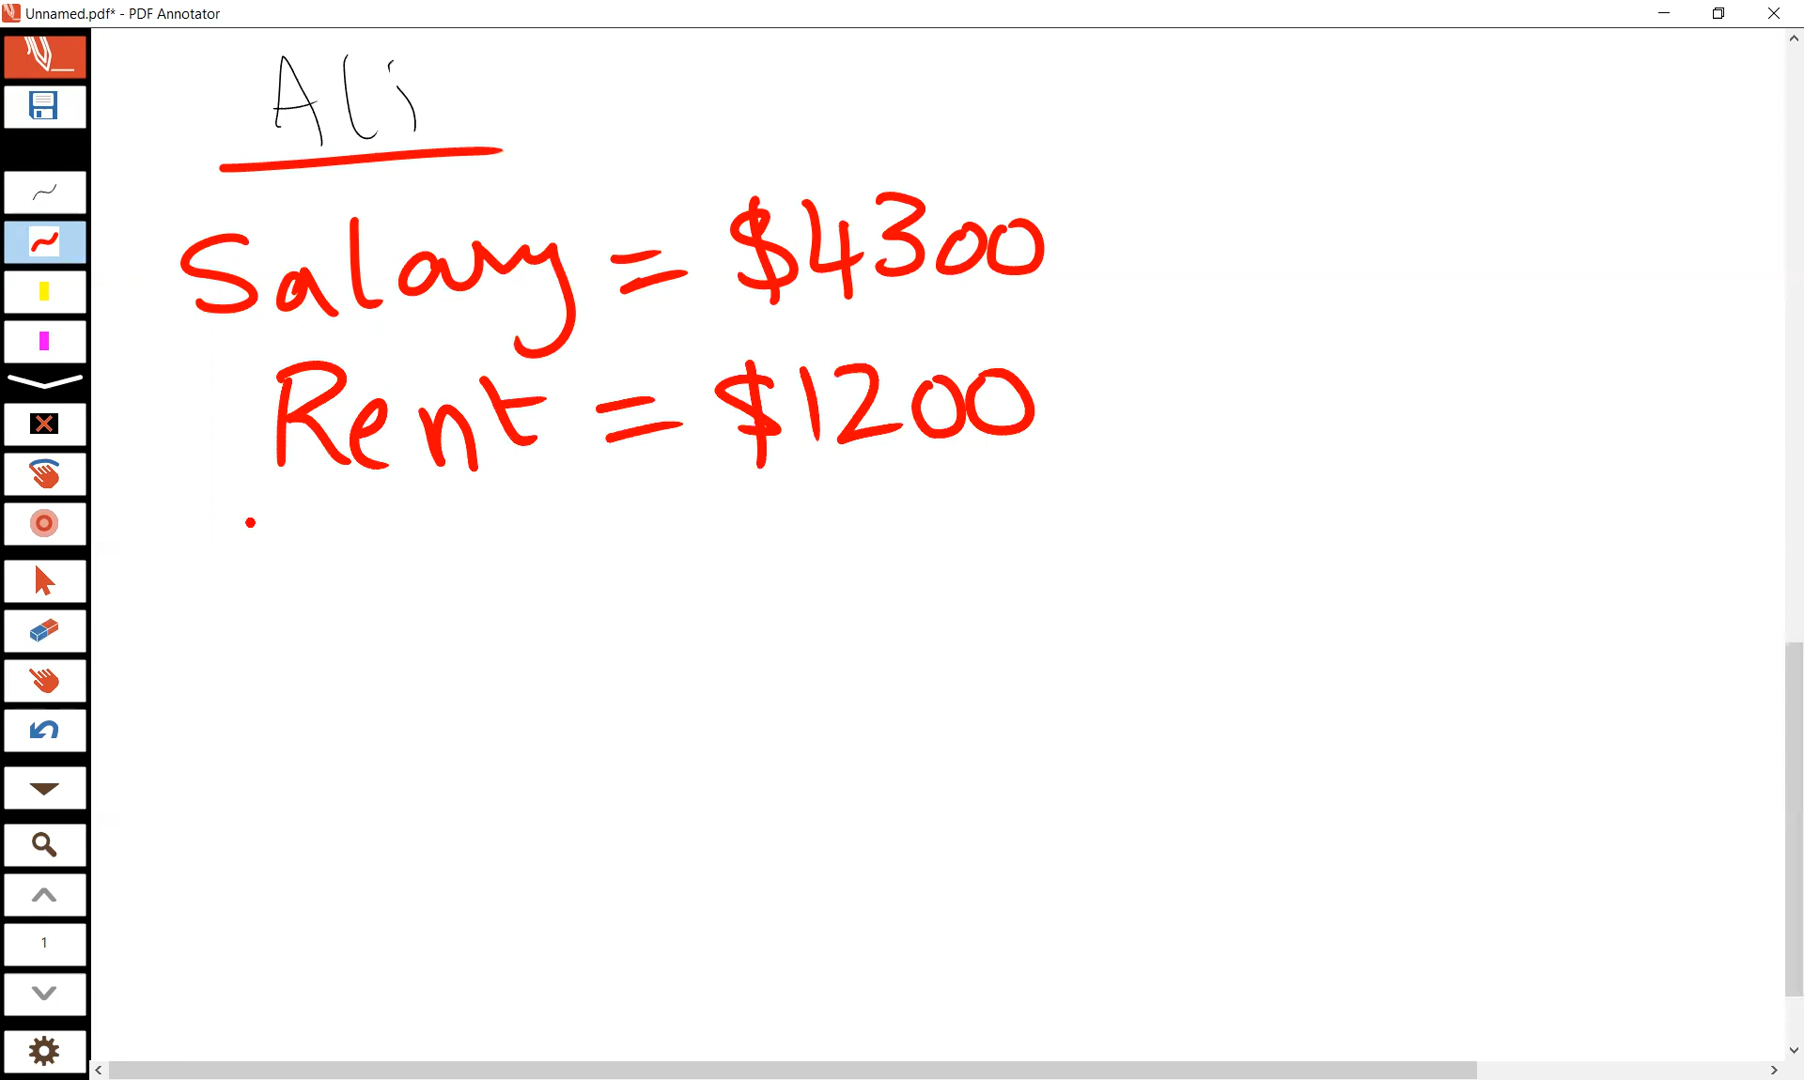 Unnamed.pdf* - PDF Annotator
Ali
Salary = $4300
Rent = $1200
1